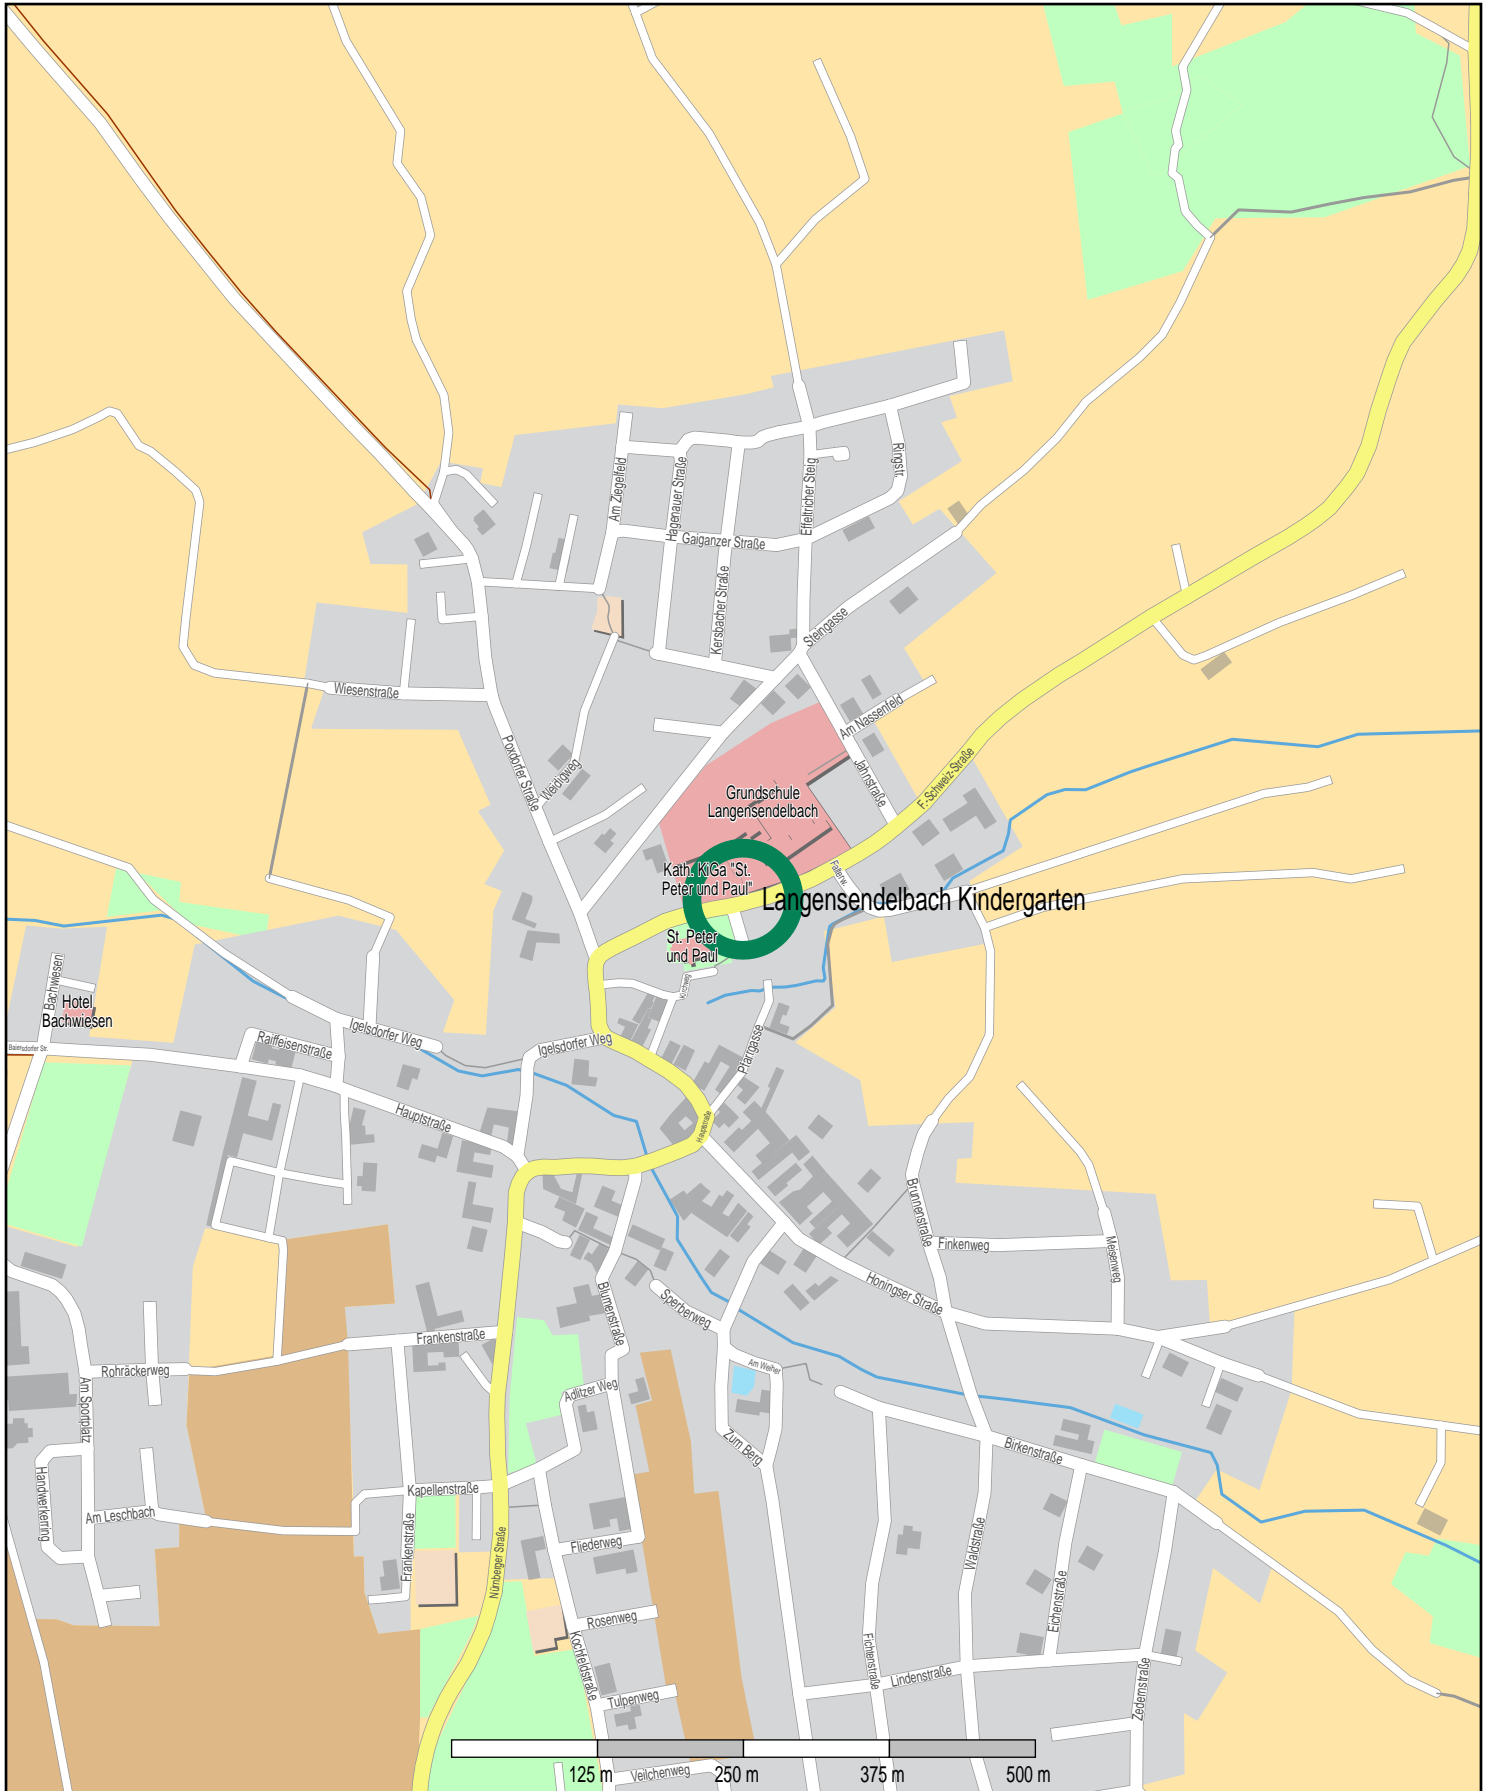 Ringstr.
Am Ziegelfeld
Hagenauer Straße
Effeltricher Steig
Gaiganzer Straße
Kersbacher Straße
Steingasse
Wiesenstraße
Am Nassenfeld
Poxdorfer Straße
Weidigweg
Jahnstraße
F.-Schweiz-Straße
Grundschule
Langensendelbach
Kath. KiGa "St.
Peter und Paul"
Fallerw.
Langensendelbach Kindergarten
St. Peter
und Paul
Kirchweg
Bachwiesen
Hotel
Bachwiesen
Baiersdorfer Str.
Raiffeisenstraße
Igelsdorfer Weg
Igelsdorfer Weg
Pfarrgasse
Hauptstraße
Hauptstraße
Brunnenstraße
Finkenweg
Meisenweg
Honingser Straße
Blumenstraße
Sperberweg
Frankenstraße
Rohräckerweg
Am Weiher
Adlitzer Weg
Am Sportplatz
Zum Berg
Birkenstraße
Handwerkerring
Kapellenstraße
Am Leschbach
Frankenstraße
Nürnberger Straße
Fliederweg
Waldstraße
Eichenstraße
Rosenweg
Kochfeldstraße
Fichtenstraße
Lindenstraße
Zedernstraße
Tulpenweg
Veilchenweg
125 m
250 m
375 m
500 m